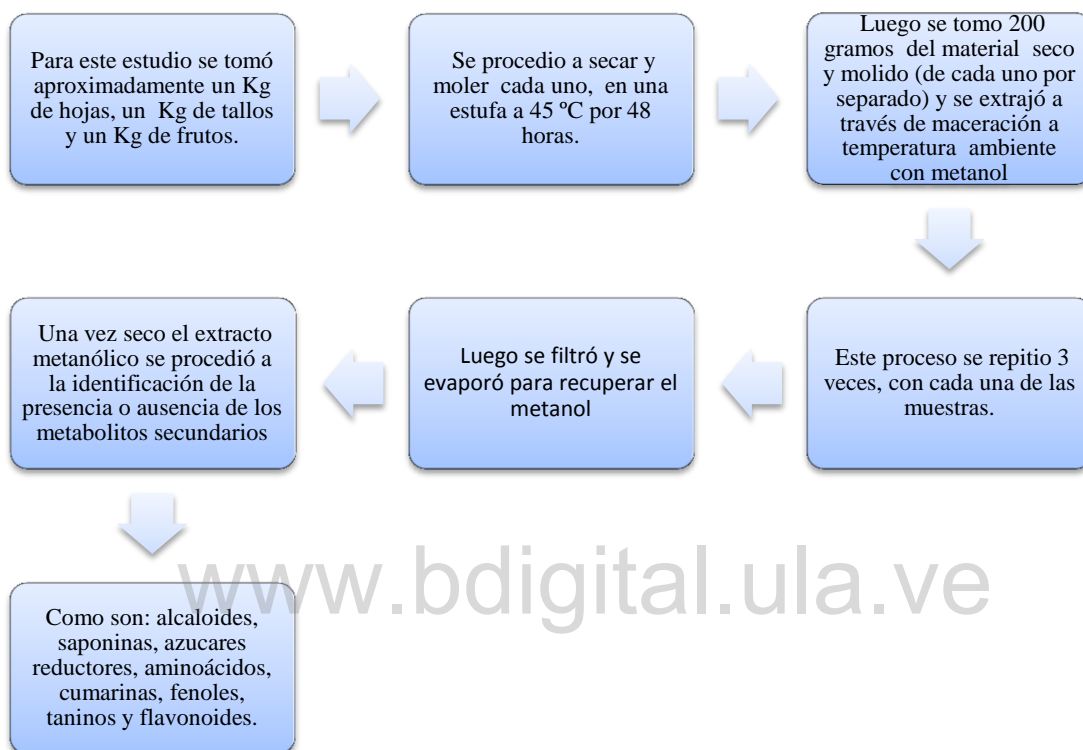 Para este estudio se tomó
aproximadamente un Kg
de hojas, un Kg de tallos
y un Kg de frutos.
Se procedio a secar y
moler cada uno, en una
estufa a 45 ºC por 48
horas.
Luego se tomo 200
gramos del material seco
y molido (de cada uno por
separado) y se extrajó a
través de maceración a
temperatura ambiente
con metanol
Este proceso se repitio 3
veces, con cada una de las
muestras.
Luego se filtró y se
evaporó para recuperar el
metanol
Una vez seco el extracto
metanólico se procedió a
la identificación de la
presencia o ausencia de los
metabolitos secundarios
Como son: alcaloides,
saponinas, azucares
reductores, aminoácidos,
cumarinas, fenoles,
taninos y flavonoides.
www.bdigital.ula.ve